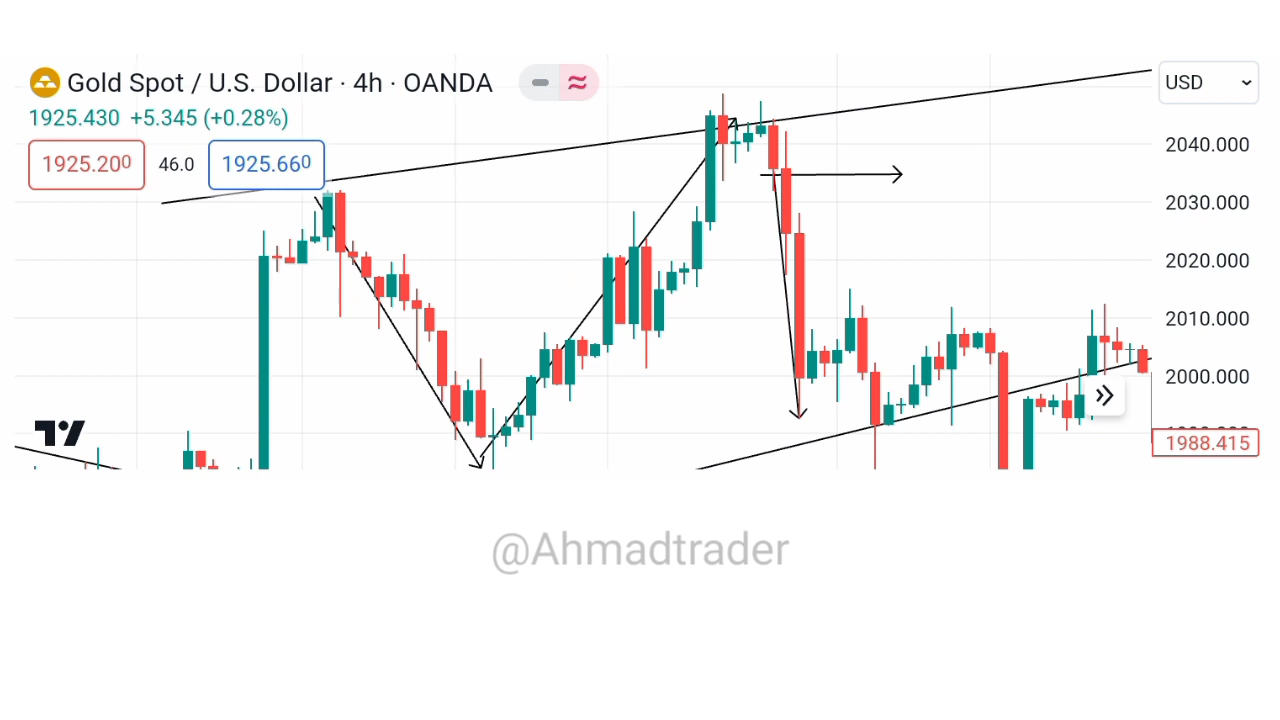 Gold Spot / U.S. Dollar · 4h · OANDA
USD
1925.430 +5.345 (+0.28%)
1925.200 46.0 1925.660
2040.000
2030.000
2020.000
2010.000
2000.000
1988.415
@Ahmadtrader